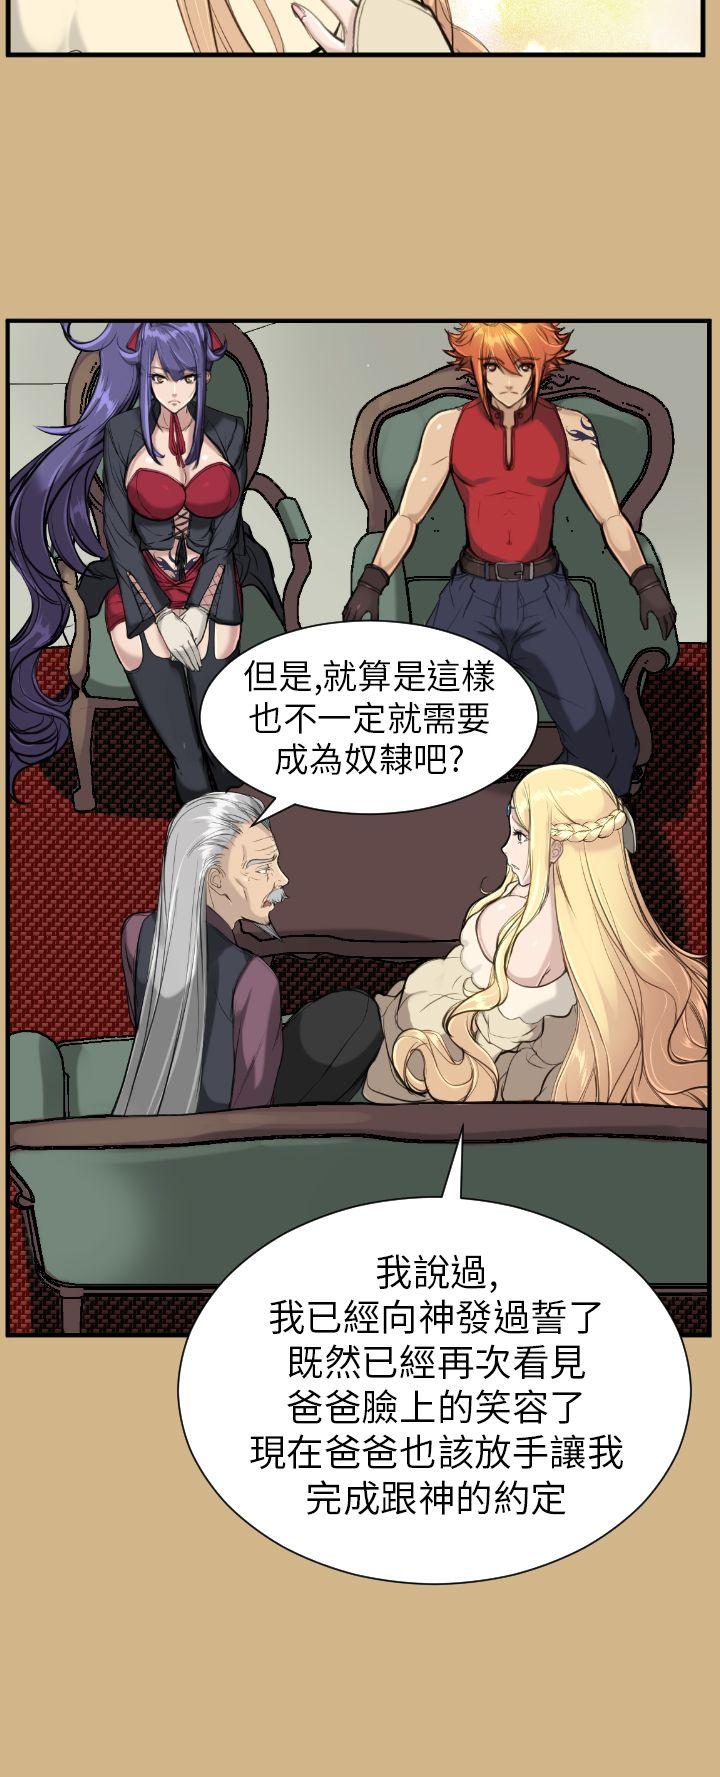 但是,就算是這樣
也不一定就需要
成為奴隸吧?
我說過,
我已經向神發過誓了
既然已經再次看見
爸爸臉上的笑容了
現在爸爸也該放手讓我
完成跟神的約定